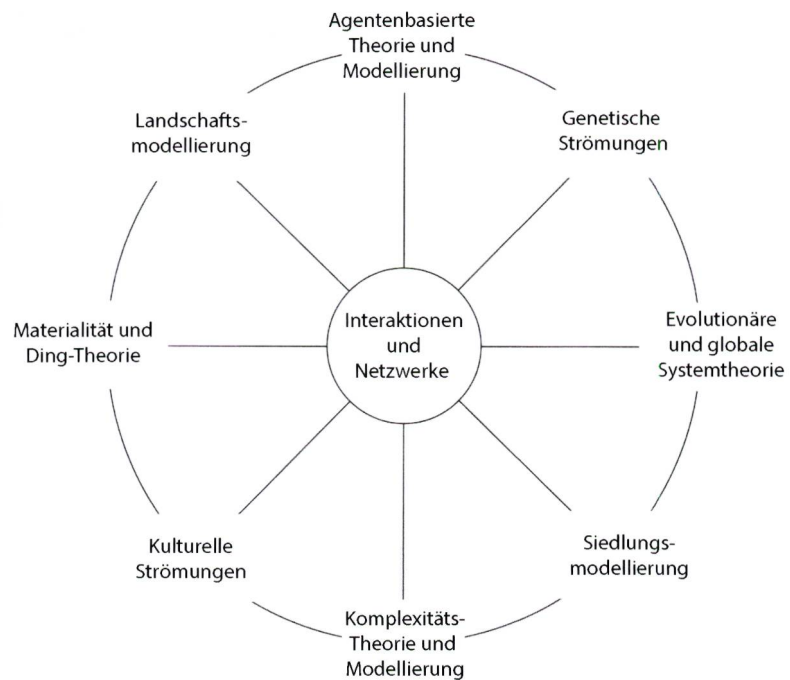 Agentenbasierte
Theorie und
Modellierung
Genetische
Strömungen
Evolutionäre
und globale
Systemtheorie
Siedlungs-
modellierung
Komplexitäts-
Theorie und
Modellierung
Kulturelle
Strömungen
Materialität und
Ding-Theorie
Landschafts-
modellierung
Interaktionen
und
Netzwerke